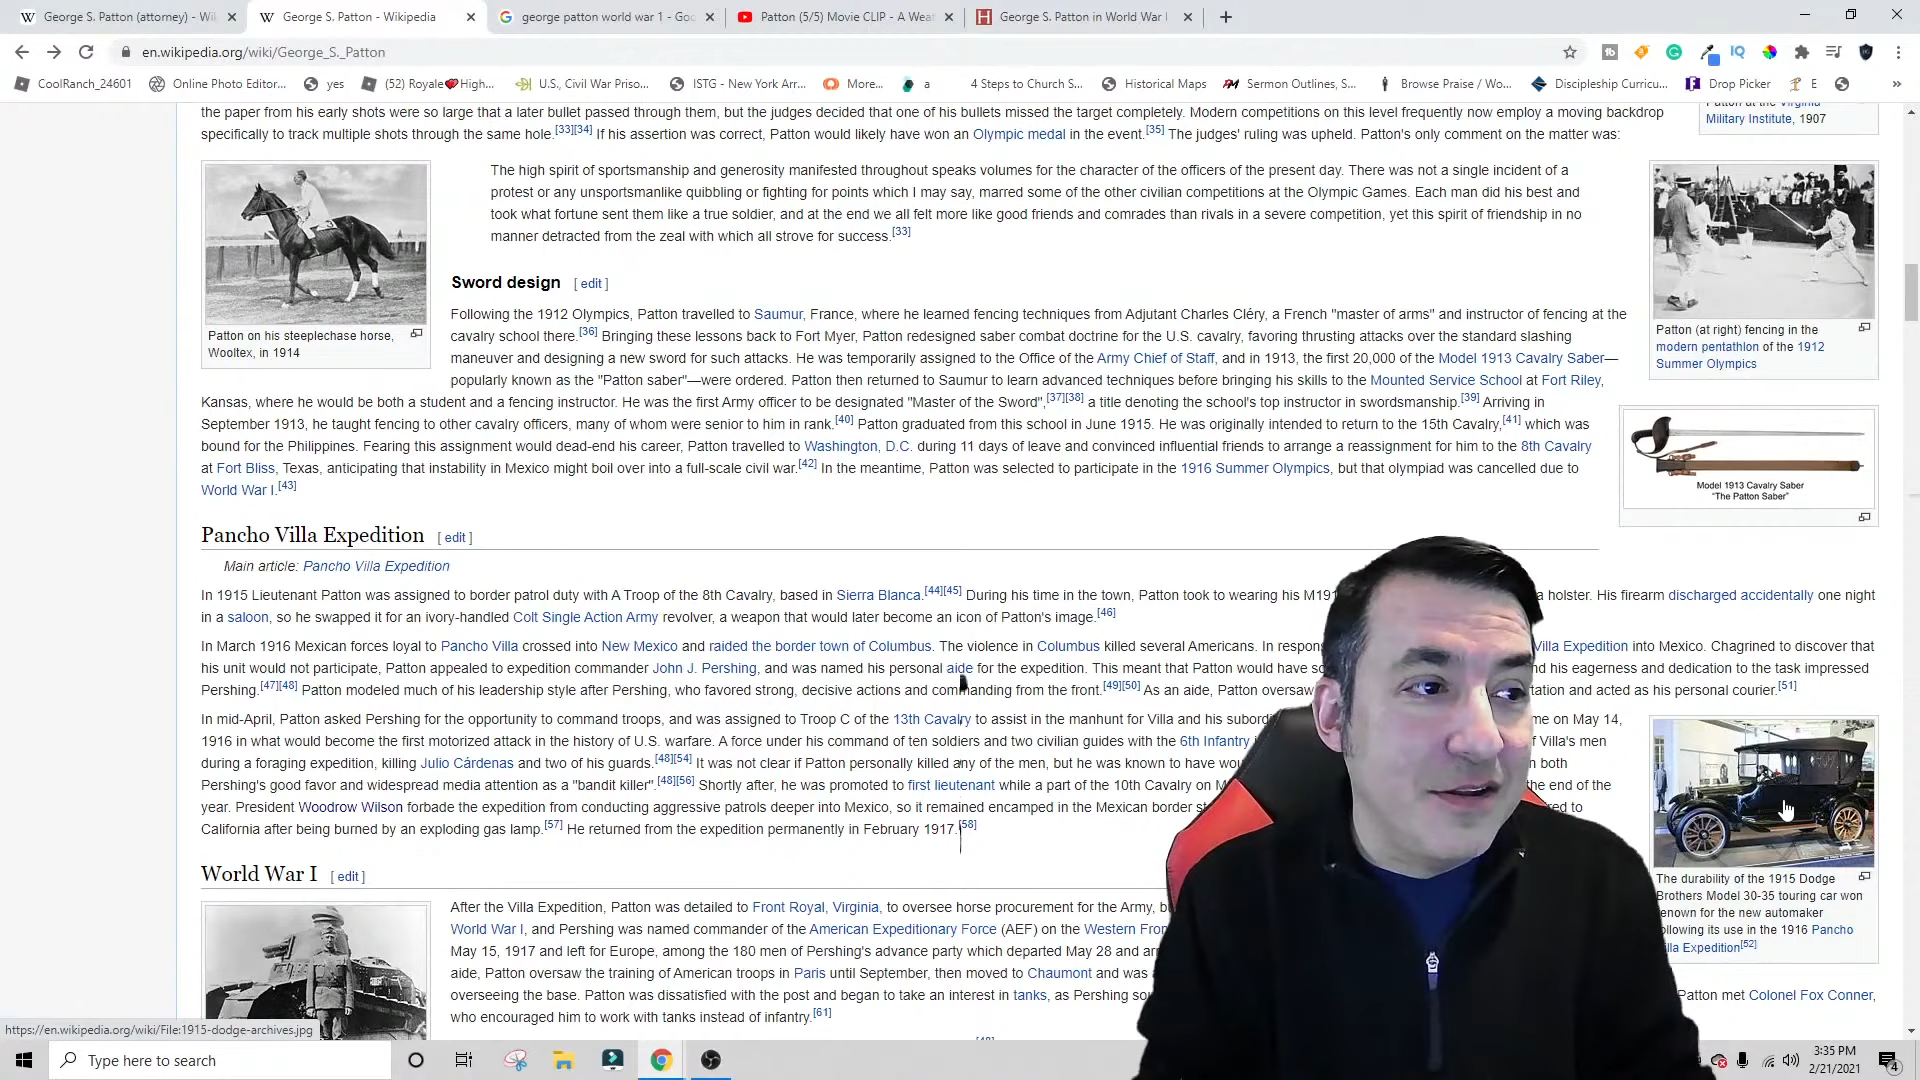 George S. Patton (attorney) - Wi
George S. Patton - Wikipedia
george patton world war 1 - Goo
Patton (5/5) Movie CLIP - A Wea
George S. Patton in World War I
en.wikipedia.org/wiki/George_S._Patton
CoolRanch_24601
Online Photo Editor...
yes
(52) Royale❤High...
U.S., Civil War Priso...
ISTG - New York Arr...
More...
a
4 Steps to Church S...
Historical Maps
Sermon Outlines, S...
Browse Praise / Wo...
Discipleship Curricu...
Drop Picker
E
»
the paper from his early shots were so large that a later bullet passed through them, but the judges decided that one of his bullets missed the target completely. Modern competitions on this level frequently now employ a moving backdrop
specifically to track multiple shots through the same hole.[33][34] If his assertion was correct, Patton would likely have won an Olympic medal in the event.[35] The judges' ruling was upheld. Patton's only comment on the matter was:
Patton at the Virginia
Military Institute, 1907
The high spirit of sportsmanship and generosity manifested throughout speaks volumes for the character of the officers of the present day. There was not a single incident of a
protest or any unsportsmanlike quibbling or fighting for points which I may say, marred some of the other civilian competitions at the Olympic Games. Each man did his best and
took what fortune sent them like a true soldier, and at the end we all felt more like good friends and comrades than rivals in a severe competition, yet this spirit of friendship in no
manner detracted from the zeal with which all strove for success.[33]
Patton on his steeplechase horse,
Wooltex, in 1914
Patton (at right) fencing in the
modern pentathlon of the 1912
Summer Olympics
Sword design [ edit ]
Following the 1912 Olympics, Patton travelled to Saumur, France, where he learned fencing techniques from Adjutant Charles Cléry, a French "master of arms" and instructor of fencing at the
cavalry school there.[36] Bringing these lessons back to Fort Myer, Patton redesigned saber combat doctrine for the U.S. cavalry, favoring thrusting attacks over the standard slashing
maneuver and designing a new sword for such attacks. He was temporarily assigned to the Office of the Army Chief of Staff, and in 1913, the first 20,000 of the Model 1913 Cavalry Saber—
popularly known as the "Patton saber"—were ordered. Patton then returned to Saumur to learn advanced techniques before bringing his skills to the Mounted Service School at Fort Riley,
Kansas, where he would be both a student and a fencing instructor. He was the first Army officer to be designated "Master of the Sword",[37][38] a title denoting the school's top instructor in swordsmanship.[39] Arriving in
September 1913, he taught fencing to other cavalry officers, many of whom were senior to him in rank.[40] Patton graduated from this school in June 1915. He was originally intended to return to the 15th Cavalry,[41] which was
bound for the Philippines. Fearing this assignment would dead-end his career, Patton travelled to Washington, D.C. during 11 days of leave and convinced influential friends to arrange a reassignment for him to the 8th Cavalry
at Fort Bliss, Texas, anticipating that instability in Mexico might boil over into a full-scale civil war.[42] In the meantime, Patton was selected to participate in the 1916 Summer Olympics, but that olympiad was cancelled due to
World War I.[43]
Model 1913 Cavalry Saber
"The Patton Saber"
Pancho Villa Expedition [ edit ]
Main article: Pancho Villa Expedition
In 1915 Lieutenant Patton was assigned to border patrol duty with A Troop of the 8th Cavalry, based in Sierra Blanca.[44][45] During his time in the town, Patton took to wearing his M191 a holster. His firearm discharged accidentally one night
in a saloon, so he swapped it for an ivory-handled Colt Single Action Army revolver, a weapon that would later become an icon of Patton's image.[46]
In March 1916 Mexican forces loyal to Pancho Villa crossed into New Mexico and raided the border town of Columbus. The violence in Columbus killed several Americans. In respons Villa Expedition into Mexico. Chagrined to discover that
his unit would not participate, Patton appealed to expedition commander John J. Pershing, and was named his personal aide for the expedition. This meant that Patton would have so nd his eagerness and dedication to the task impressed
Pershing.[47][48] Patton modeled much of his leadership style after Pershing, who favored strong, decisive actions and commanding from the front.[49][50] As an aide, Patton oversaw tation and acted as his personal courier.[51]
In mid-April, Patton asked Pershing for the opportunity to command troops, and was assigned to Troop C of the 13th Cavalry to assist in the manhunt for Villa and his subordi me on May 14,
1916 in what would become the first motorized attack in the history of U.S. warfare. A force under his command of ten soldiers and two civilian guides with the 6th Infantry i f Villa's men
during a foraging expedition, killing Julio Cárdenas and two of his guards.[48][54] It was not clear if Patton personally killed any of the men, but he was known to have wou n both
Pershing's good favor and widespread media attention as a "bandit killer".[48][56] Shortly after, he was promoted to first lieutenant while a part of the 10th Cavalry on M the end of the
year. President Woodrow Wilson forbade the expedition from conducting aggressive patrols deeper into Mexico, so it remained encamped in the Mexican border st red to
California after being burned by an exploding gas lamp.[57] He returned from the expedition permanently in February 1917.[58]
The durability of the 1915 Dodge
Brothers Model 30-35 touring car won
enown for the new automaker
ollowing its use in the 1916 Pancho
illa Expedition[52]
World War I [ edit ]
After the Villa Expedition, Patton was detailed to Front Royal, Virginia, to oversee horse procurement for the Army, b
World War I, and Pershing was named commander of the American Expeditionary Force (AEF) on the Western Fron
May 15, 1917 and left for Europe, among the 180 men of Pershing's advance party which departed May 28 and arr
aide, Patton oversaw the training of American troops in Paris until September, then moved to Chaumont and was a
overseeing the base. Patton was dissatisfied with the post and began to take an interest in tanks, as Pershing sou Patton met Colonel Fox Conner,
who encouraged him to work with tanks instead of infantry.[61]
https://en.wikipedia.org/wiki/File:1915-dodge-archives.jpg
Type here to search
3:35 PM
2/21/2021
4